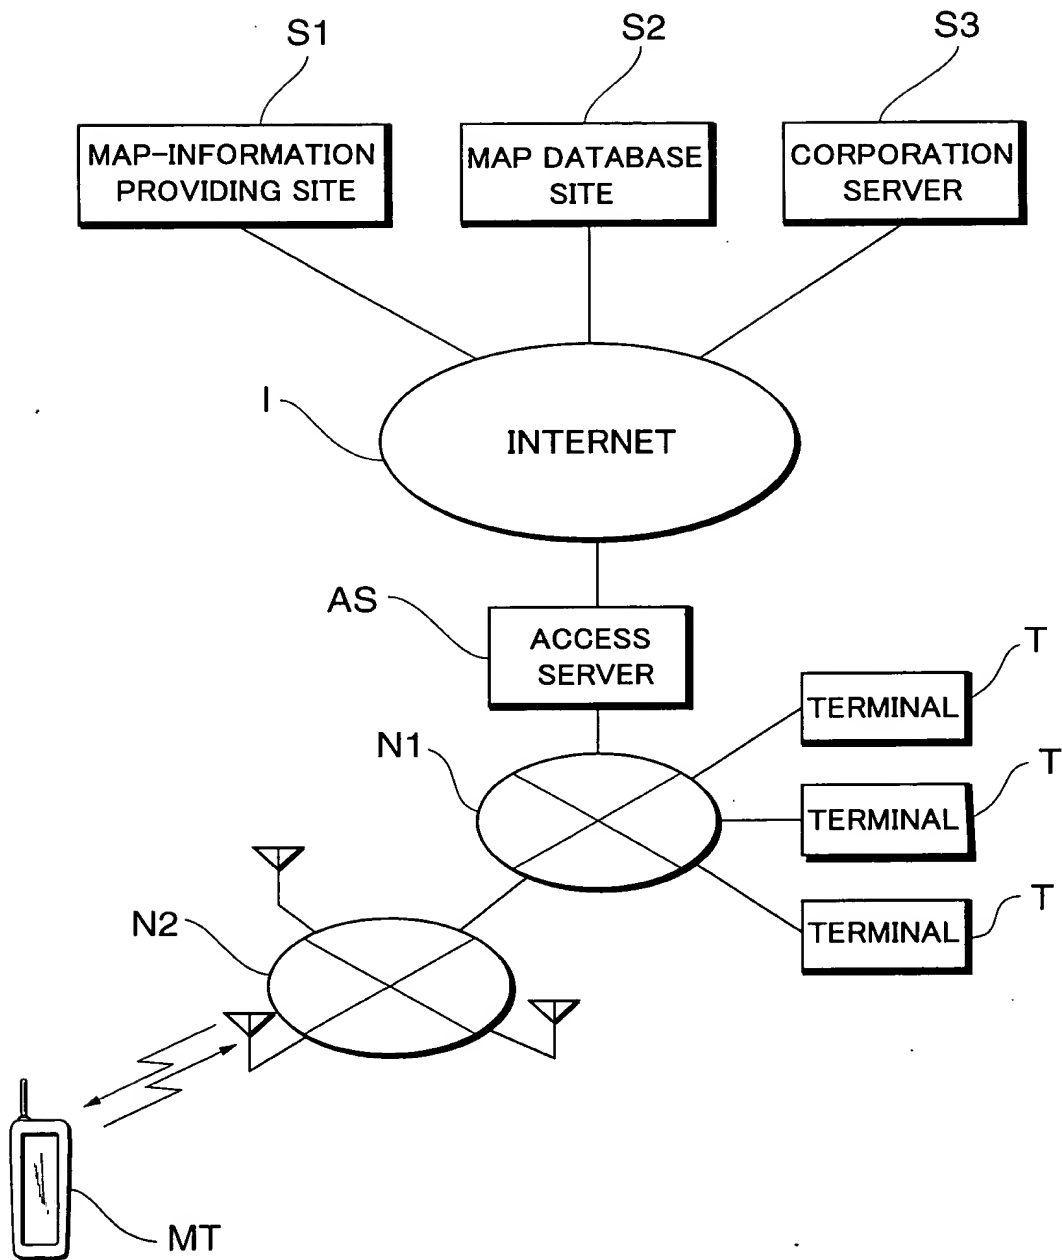 S1
S2
S3
MAP-INFORMATION
PROVIDING SITE
MAP DATABASE
SITE
CORPORATION
SERVER
I
INTERNET
AS
ACCESS
SERVER
T
TERMINAL
N1
T
TERMINAL
T
TERMINAL
N2
MT